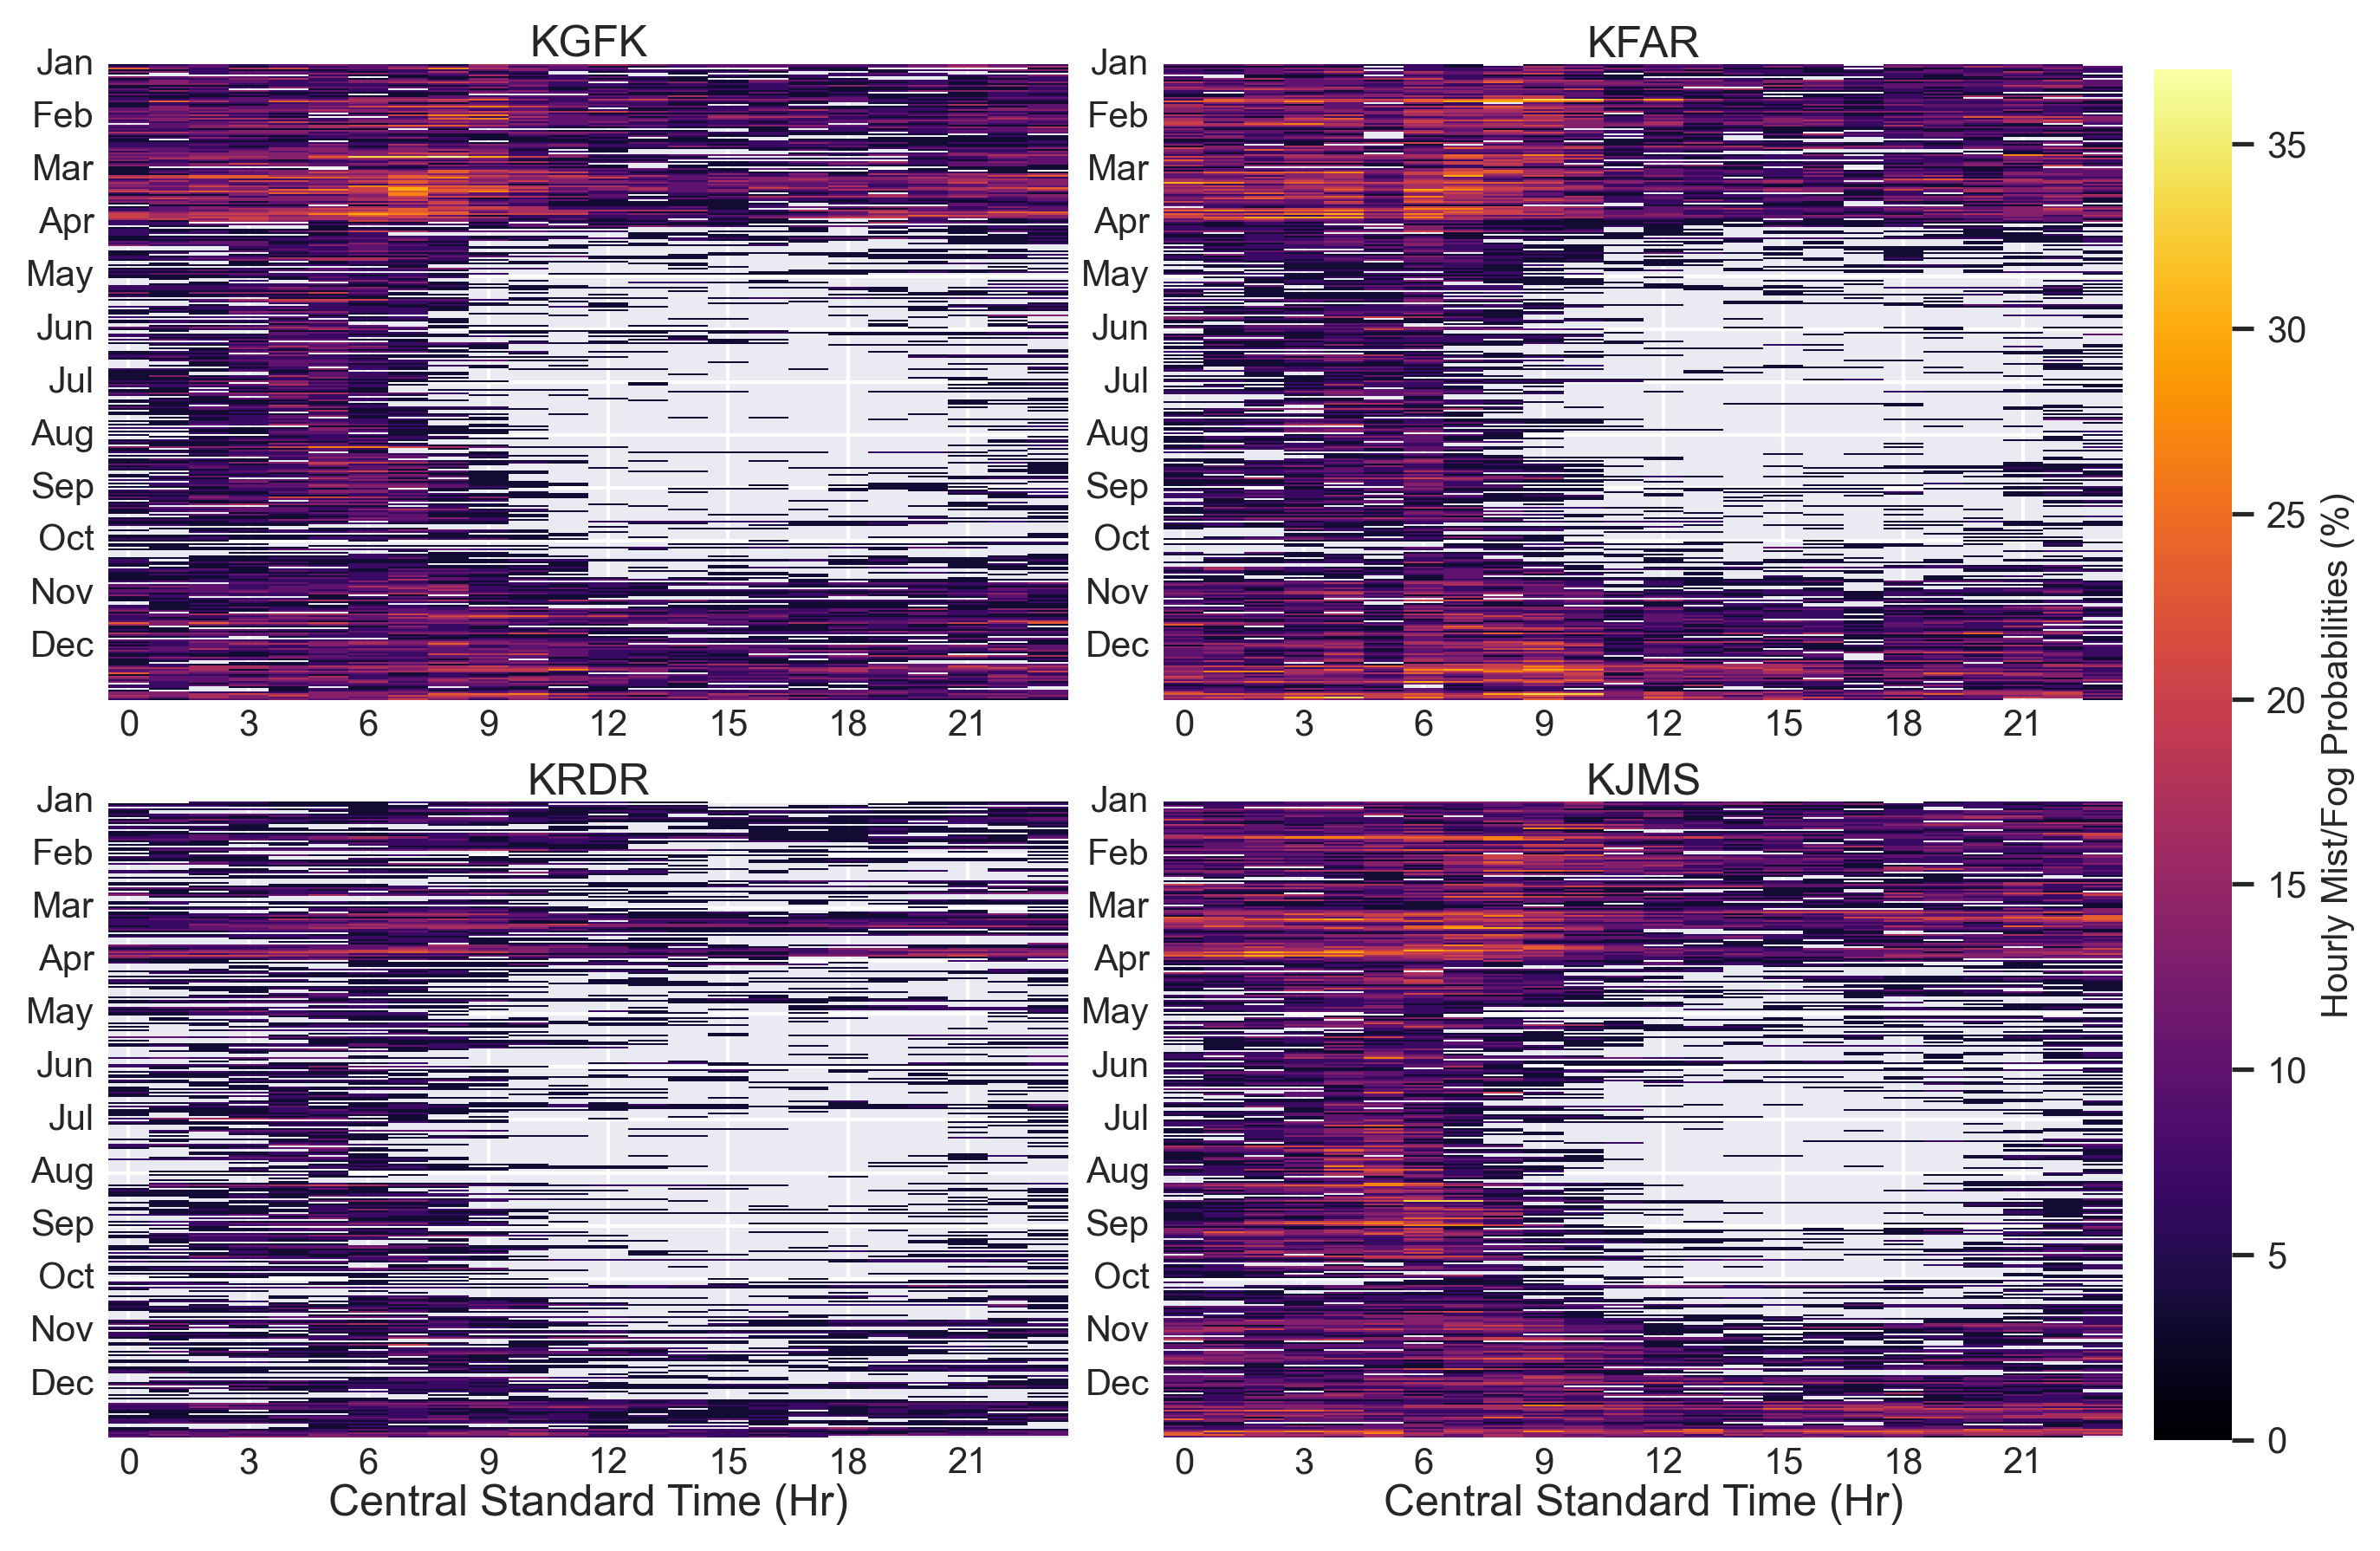 KGFK
Jan
Feb
Mar
Apr
May
Jun
Jul
Aug
Sep
Oct
Nov
Dec
0 3 6 9 12 15 18 21
KFAR
Jan
Feb
Mar
Apr
May
Jun
Jul
Aug
Sep
Oct
Nov
Dec
0 3 6 9 12 15 18 21
KRDR
Jan
Feb
Mar
Apr
May
Jun
Jul
Aug
Sep
Oct
Nov
Dec
0 3 6 9 12 15 18 21
Central Standard Time (Hr)
KJMS
Jan
Feb
Mar
Apr
May
Jun
Jul
Aug
Sep
Oct
Nov
Dec
0 3 6 9 12 15 18 21
Central Standard Time (Hr)
35
30
25
20
15
10
5
0
Hourly Mist/Fog Probabilities (%)